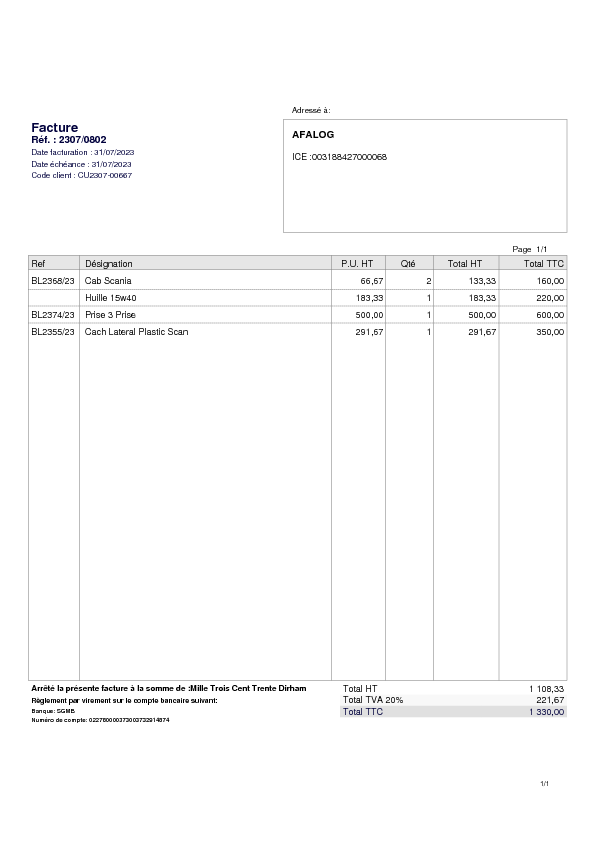 Adressé à:
Facture
Réf. : 2307/0802
Date facturation : 31/07/2023
Date échéance : 31/07/2023
Code client : CU2307-00667
AFALOG
ICE :003188427000068
Page 1/1
Ref Désignation P.U. HT Qté Total HT Total TTC
BL2368/23 Cab Scania 66,67 2 133,33 160,00
Huille 15w40 183,33 1 183,33 220,00
BL2374/23 Prise 3 Prise 500,00 1 500,00 600,00
BL2355/23 Cach Lateral Plastic Scan 291,67 1 291,67 350,00
Arrêté la présente facture à la somme de :Mille Trois Cent Trente Dirham
Règlement par virement sur le compte bancaire suivant:
Banque: SGMB
Numéro de compte:
Total HT 1 108,33
Total TVA 20% 221,67
Total TTC 1 330,00
1/1